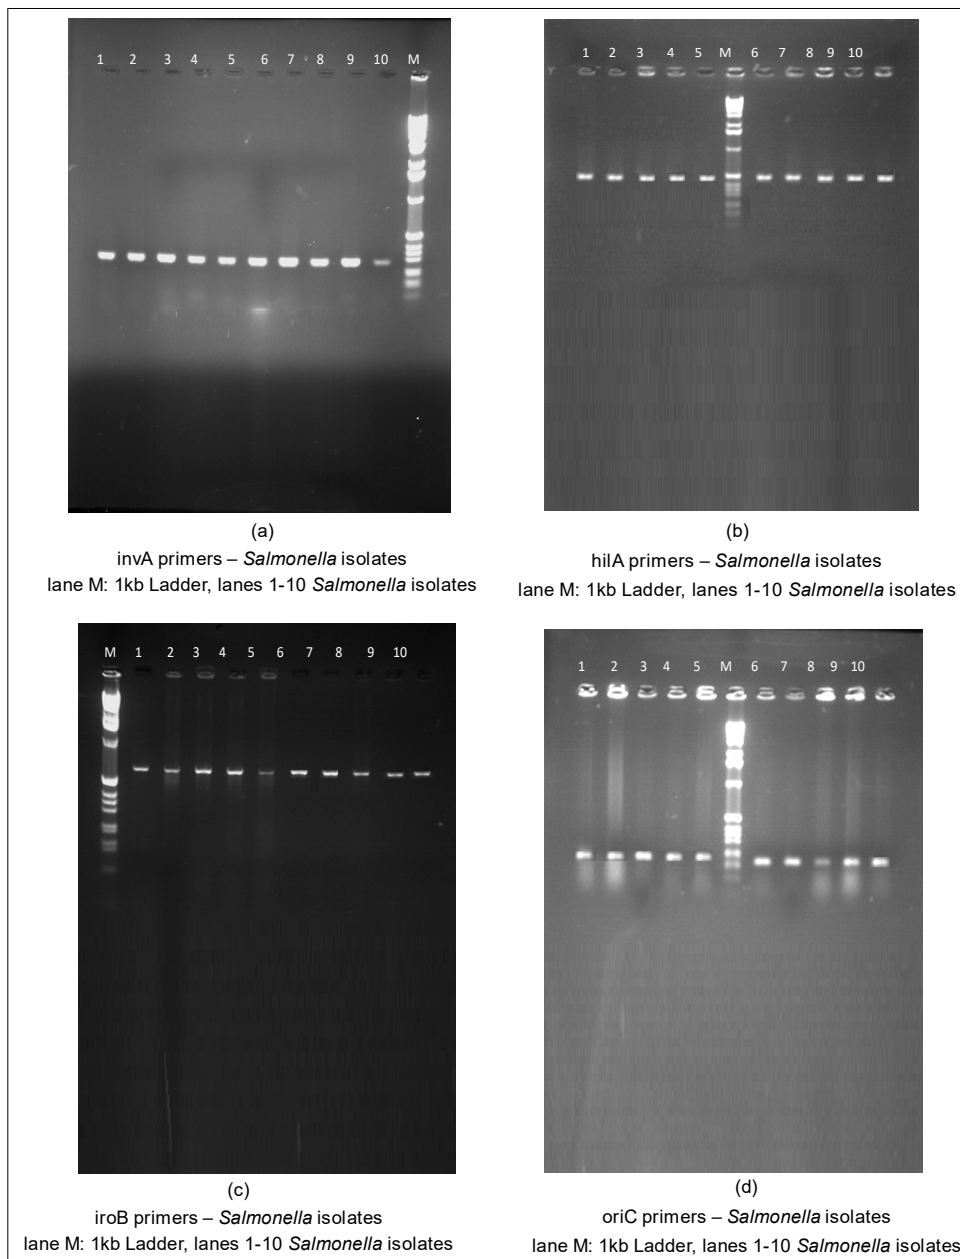 1 2 3 4 5 6 7 8 9 10 M
1 2 3 4 5 M 6 7 8 9 10
(a)
invA primers – Salmonella isolates
lane M: 1kb Ladder, lanes 1-10 Salmonella isolates
(b)
hilA primers – Salmonella isolates
lane M: 1kb Ladder, lanes 1-10 Salmonella isolates
M 1 2 3 4 5 6 7 8 9 10
1 2 3 4 5 M 6 7 8 9 10
(c)
iroB primers – Salmonella isolates
lane M: 1kb Ladder, lanes 1-10 Salmonella isolates
(d)
oriC primers – Salmonella isolates
lane M: 1kb Ladder, lanes 1-10 Salmonella isolates